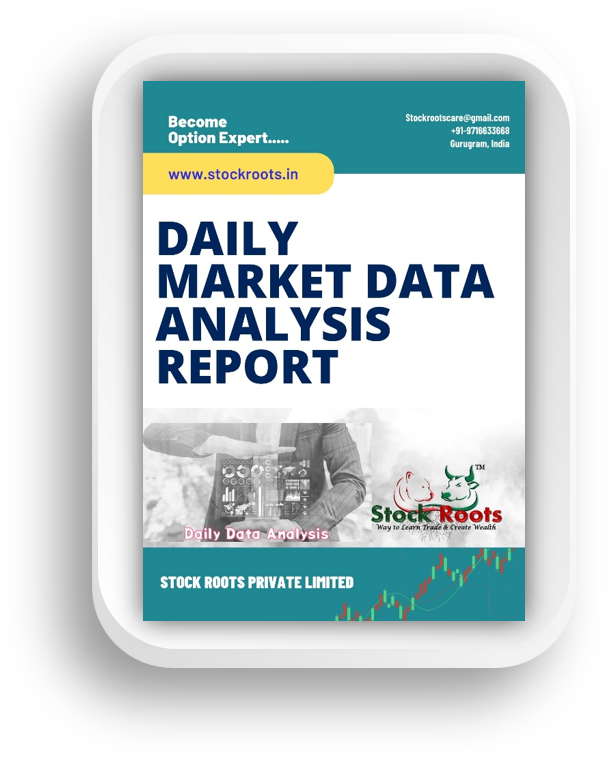 Become
Option Expert.....
Stockrootscare@gmail.com
+91-9716633668
Gurugram, India
www.stockroots.in
DAILY
MARKET DATA
ANALYSIS
REPORT
TM
Stock Roots
Way to Learn Trade & Create Wealth
Daily Data Analysis
STOCK ROOTS PRIVATE LIMITED